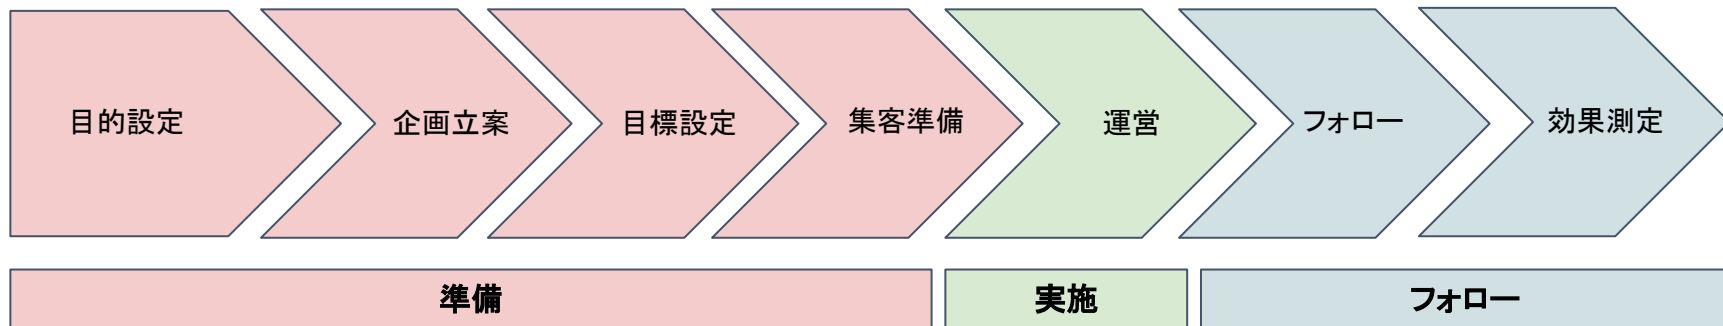 目的設定
企画立案
目標設定
集客準備
運営
フォロー
効果測定
準備
実施
フォロー